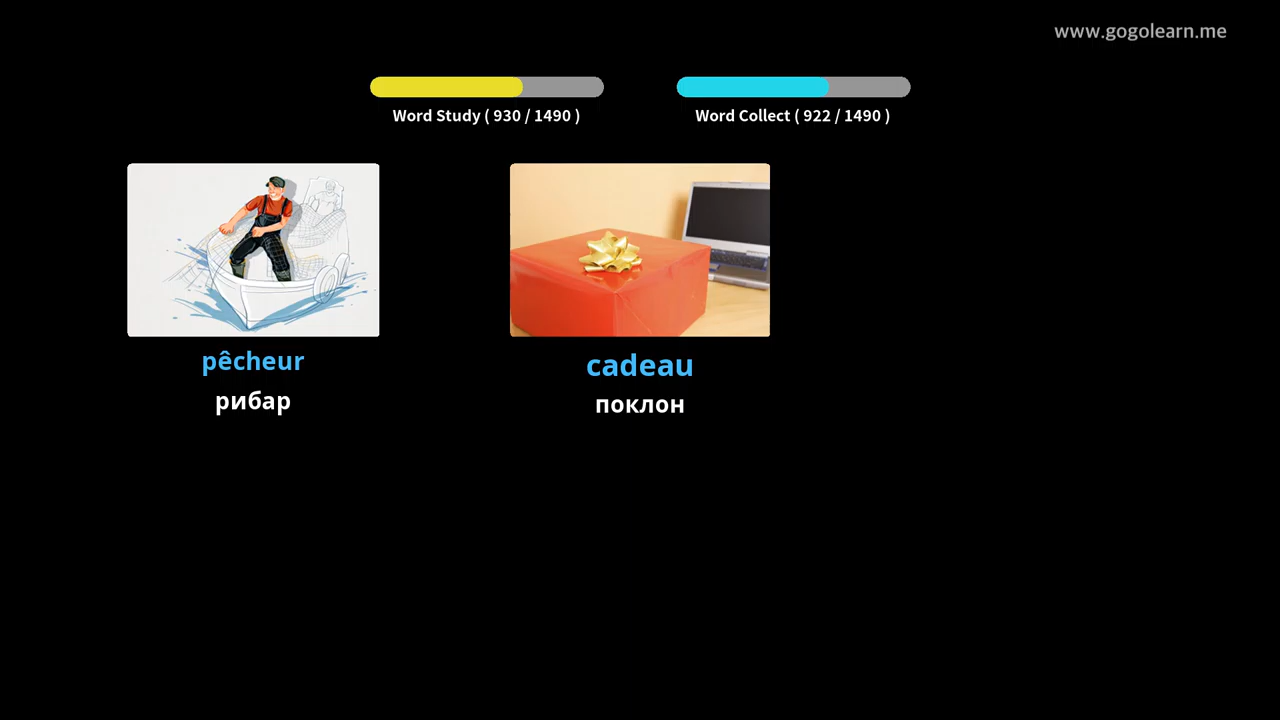 www.gogolearn.me
Word Study ( 930 / 1490 )
Word Collect ( 922 / 1490 )
pêcheur
рибар
cadeau
поклон